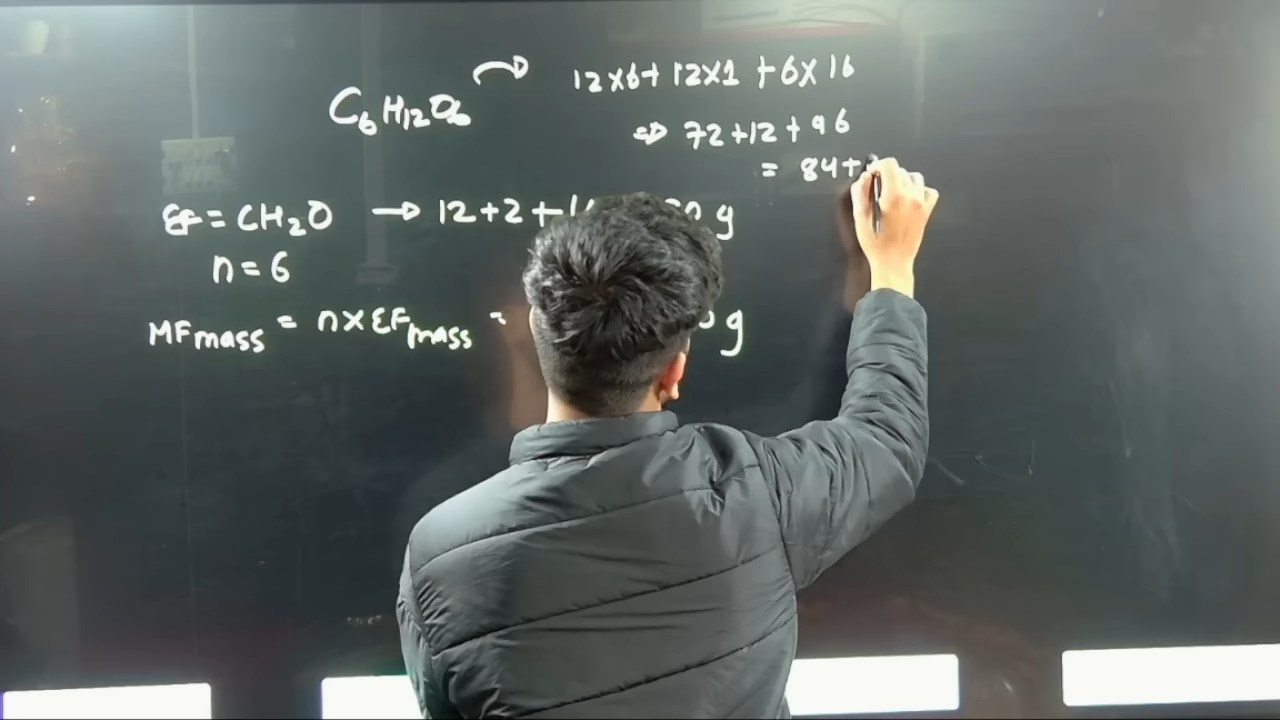 C₆H₁₂O₆ ↷ 12×6+12×1+6×16
⇒ 72+12+96
= 84+
EF = CH₂O → 12+2+ g
n = 6
MFmass = n×EFmass = g